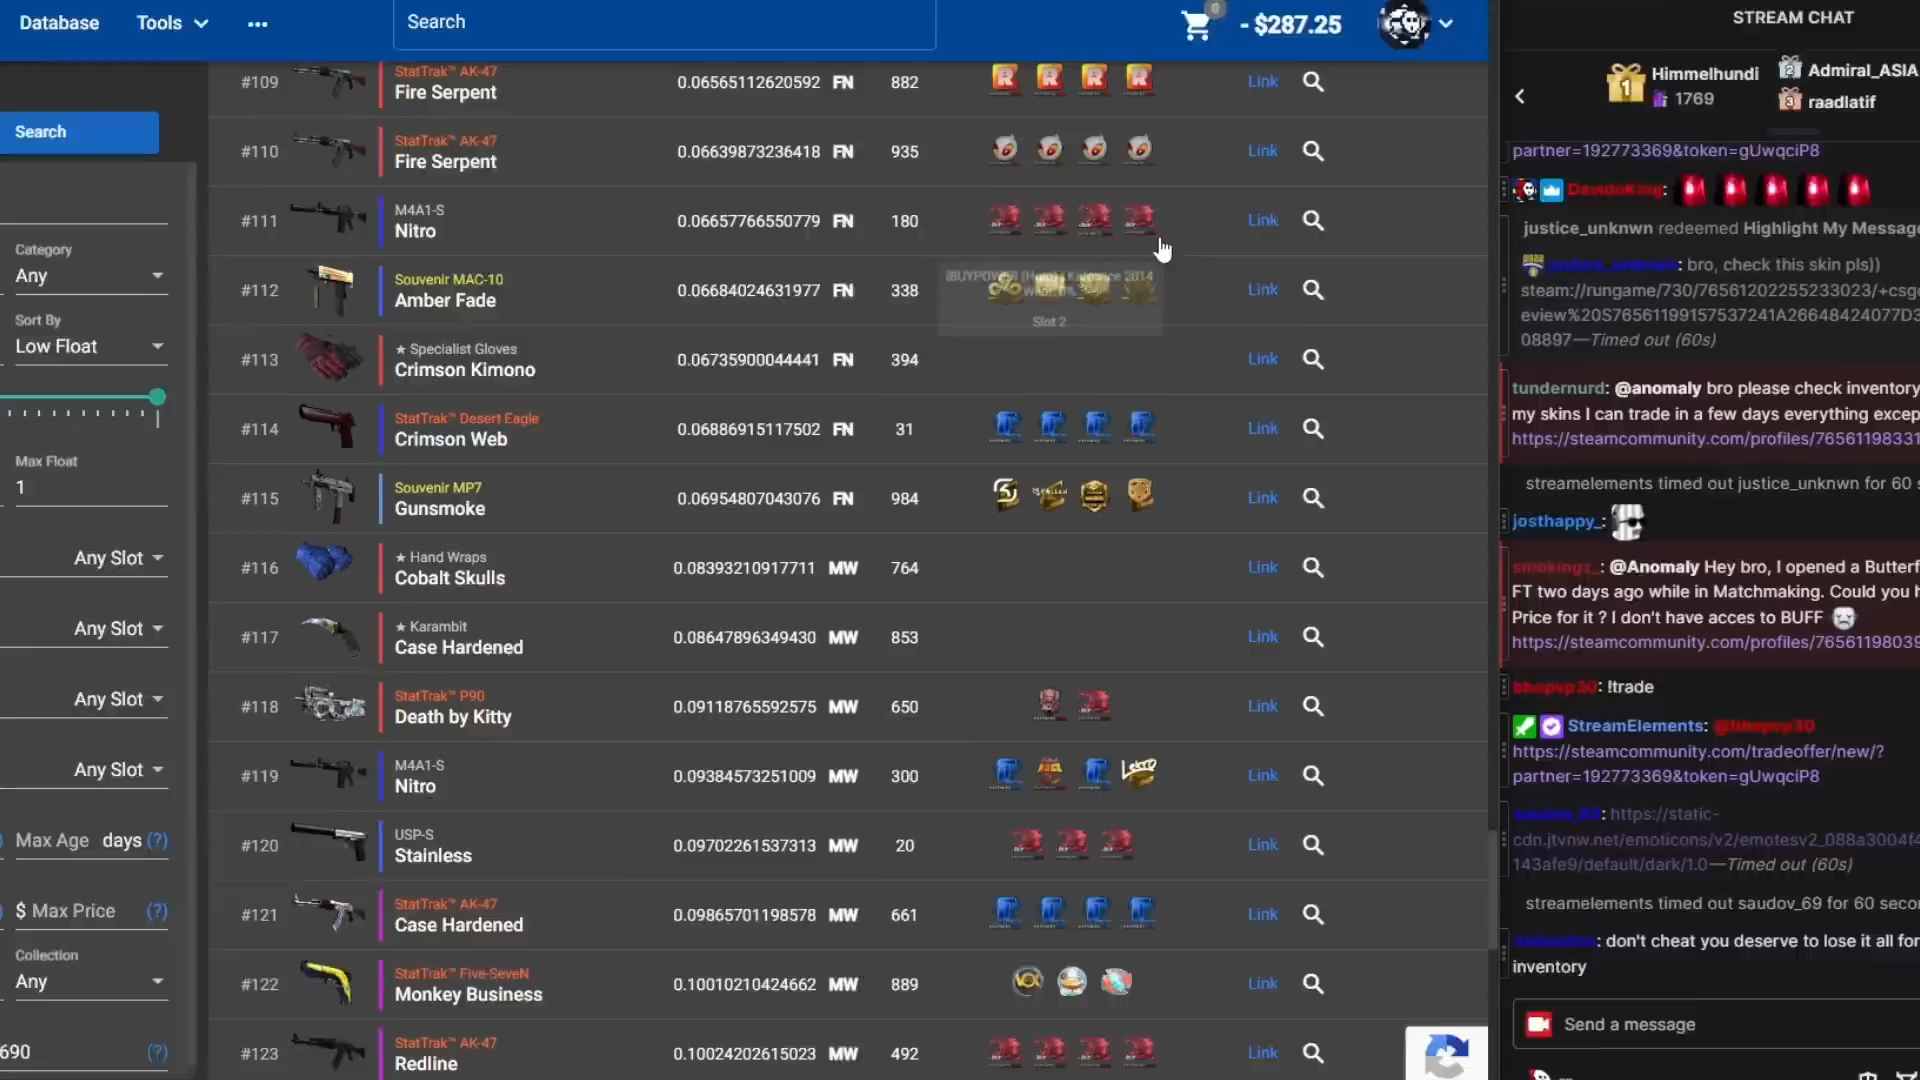 Database
Tools
...
Search
0
- $287.25
Search
Category
Any
Sort By
Low Float
Max Float
1
Any Slot
Any Slot
Any Slot
Any Slot
Max Age days (?)
$ Max Price (?)
Collection
Any
690 (?)
#109 StatTrak™ AK-47 Fire Serpent 0.06565112620592 FN 882 Link
#110 StatTrak™ AK-47 Fire Serpent 0.06639873236418 FN 935 Link
#111 M4A1-S Nitro 0.06657766550779 FN 180 Link
#112 Souvenir MAC-10 Amber Fade 0.06684024631977 FN 338 Link
Slot 2
#113 ★ Specialist Gloves Crimson Kimono 0.06735900044441 FN 394 Link
#114 StatTrak™ Desert Eagle Crimson Web 0.06886915117502 FN 31 Link
#115 Souvenir MP7 Gunsmoke 0.06954807043076 FN 984 Link
#116 ★ Hand Wraps Cobalt Skulls 0.08393210917711 MW 764 Link
#117 ★ Karambit Case Hardened 0.08647896349430 MW 853 Link
#118 StatTrak™ P90 Death by Kitty 0.09118765592575 MW 650 Link
#119 M4A1-S Nitro 0.09384573251009 MW 300 Link
#120 USP-S Stainless 0.09702261537313 MW 20 Link
#121 StatTrak™ AK-47 Case Hardened 0.09865701198578 MW 661 Link
#122 StatTrak™ Five-SeveN Monkey Business 0.10010210424662 MW 889 Link
#123 StatTrak™ AK-47 Redline 0.10024202615023 MW 492 Link
STREAM CHAT
1 Himmelhundi 1769
2 Admiral_ASIA
3 raadlatif
partner=192773369&token=gUwqciP8
DavidoKing:
justice_unknwn redeemed Highlight My Message
justice_unknwn: bro, check this skin pls))
steam://rungame/730/76561202255233023/+csgo
eview%20S76561199157537241A26648424077D3
08897—Timed out (60s)
tundernurd: @anomaly bro please check inventory
my skins I can trade in a few days everything excep
https://steamcommunity.com/profiles/76561198331
streamelements timed out justice_unknwn for 60 s
josthappy_:
smokingz_: @Anomaly Hey bro, I opened a Butterf
FT two days ago while in Matchmaking. Could you h
Price for it ? I don't have acces to BUFF
https://steamcommunity.com/profiles/76561198039
bhopvp30: !trade
StreamElements: @bhopvp30
https://steamcommunity.com/tradeoffer/new/?
partner=192773369&token=gUwqciP8
saudov_69: https://static-
cdn.jtvnw.net/emoticons/v2/emotesv2_088a3004f4
143afe9/default/dark/1.0—Timed out (60s)
streamelements timed out saudov_69 for 60 secon
don't cheat you deserve to lose it all for
inventory
Send a message